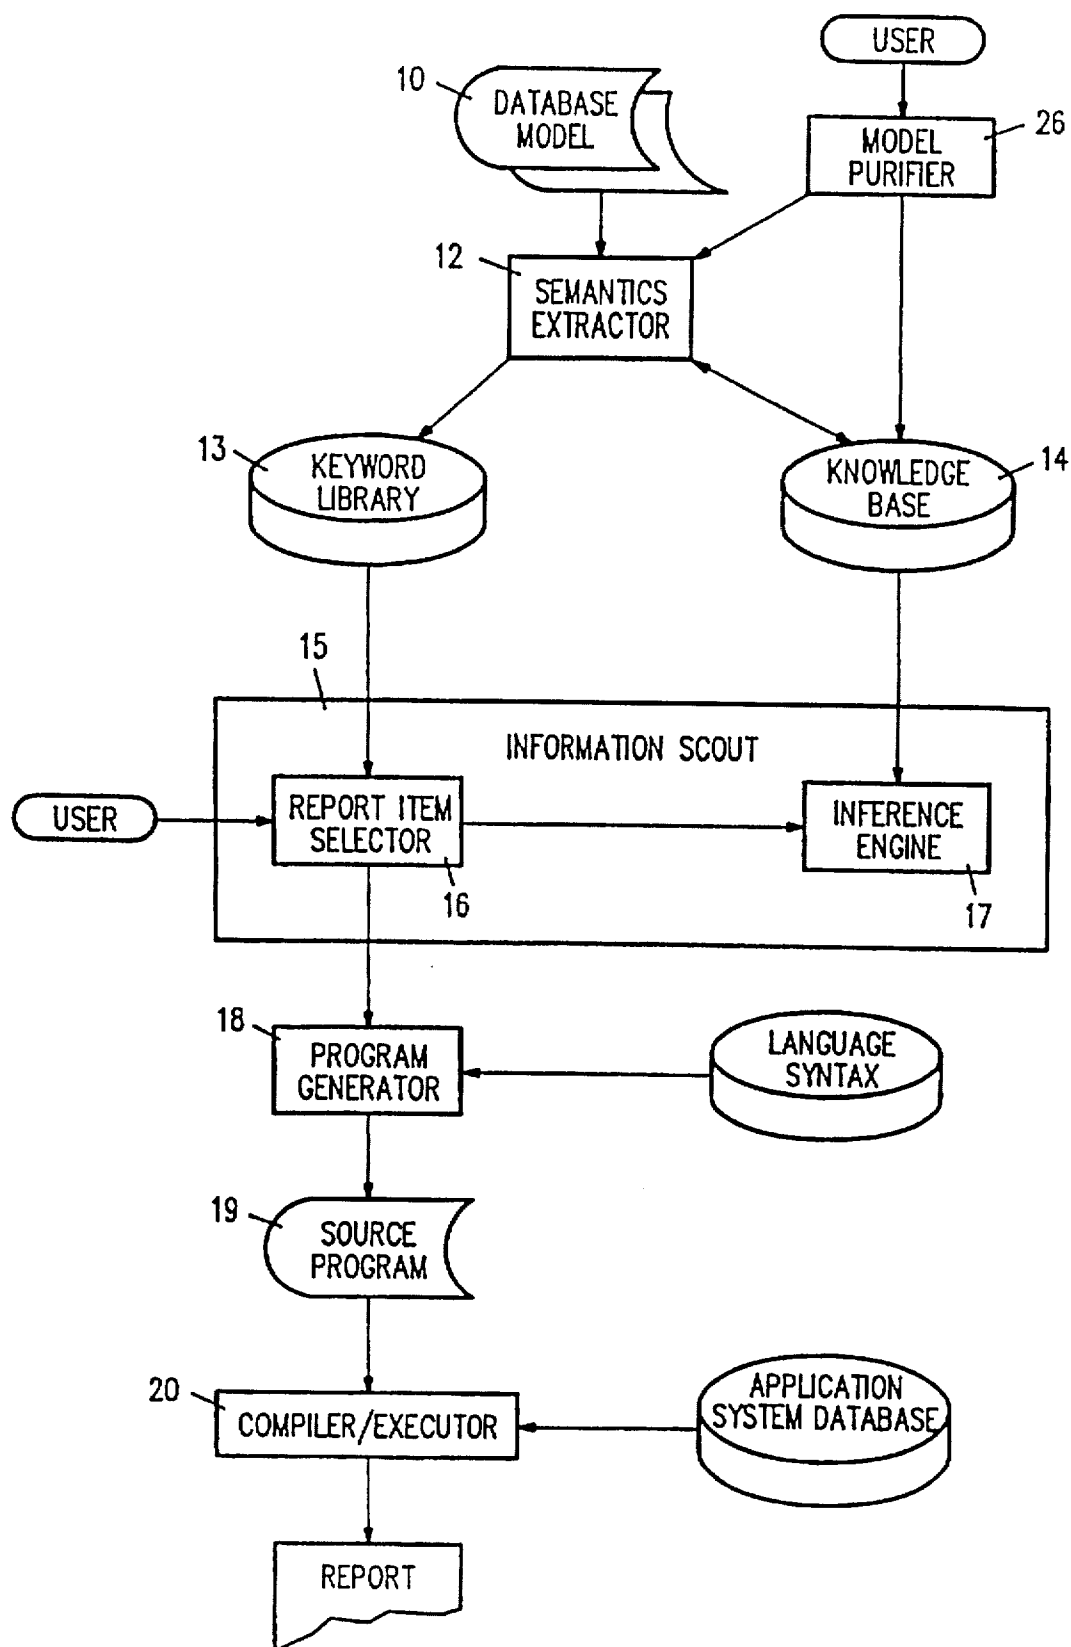 USER
10
DATABASE
MODEL
26
MODEL
PURIFIER
12
SEMANTICS
EXTRACTOR
13
KEYWORD
LIBRARY
KNOWLEDGE
BASE
14
15
INFORMATION SCOUT
USER
REPORT ITEM
SELECTOR
16
INFERENCE
ENGINE
17
18
PROGRAM
GENERATOR
LANGUAGE
SYNTAX
19
SOURCE
PROGRAM
20
COMPILER/EXECUTOR
APPLICATION
SYSTEM DATABASE
REPORT